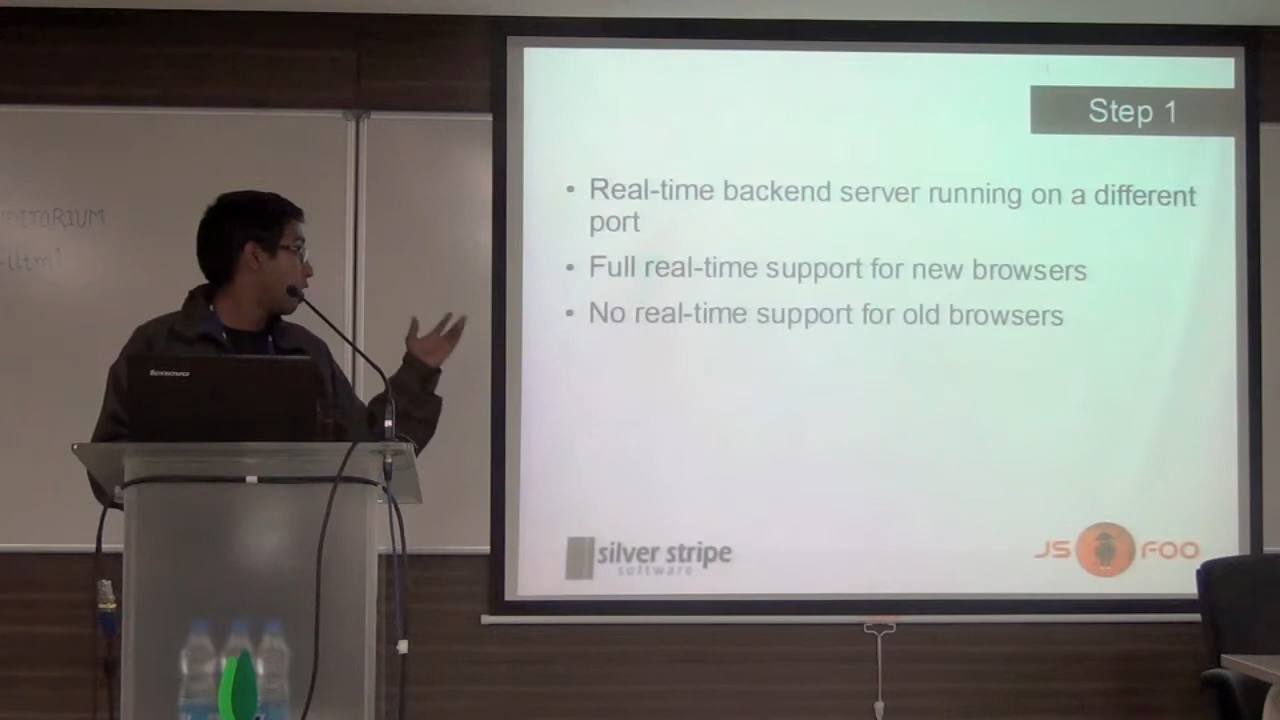 Step 1
• Real-time backend server running on a different
port
• Full real-time support for new browsers
• No real-time support for old browsers
silver stripe
software
JS FOO
lenovo